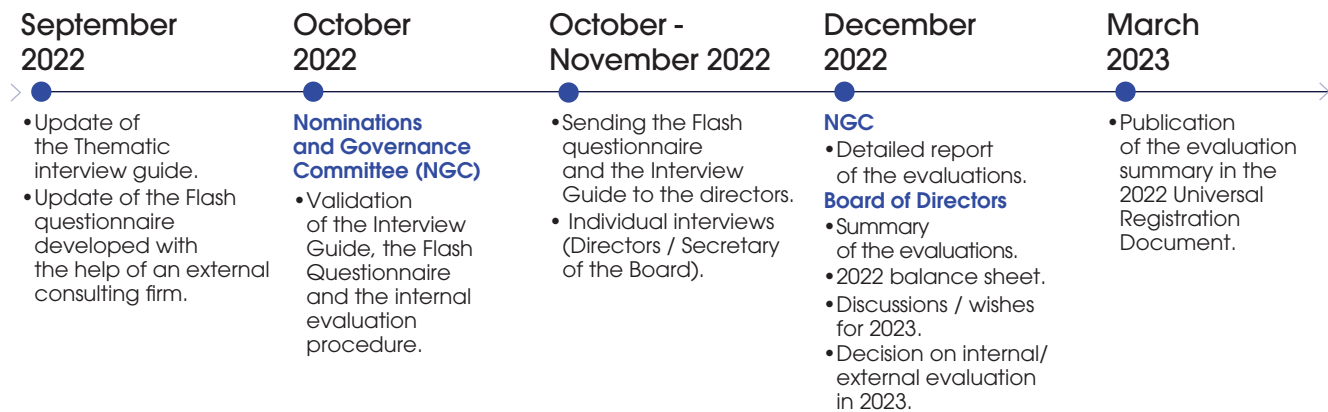 September
2022
•Update of
the Thematic
interview guide.
•Update of the Flash
questionnaire
developed with
the help of an external
consulting firm.
October
2022
Nominations
and Governance
Committee (NGC)
•Validation
of the Interview
Guide, the Flash
Questionnaire
and the internal
evaluation
procedure.
October -
November 2022
•Sending the Flash
questionnaire
and the Interview
Guide to the directors.
• Individual interviews
(Directors / Secretary
of the Board).
December
2022
NGC
•Detailed report
of the evaluations.
Board of Directors
•Summary
of the evaluations.
•2022 balance sheet.
•Discussions / wishes
for 2023.
•Decision on internal/
external evaluation
in 2023.
March
2023
•Publication
of the evaluation
summary in the
2022 Universal
Registration
Document.